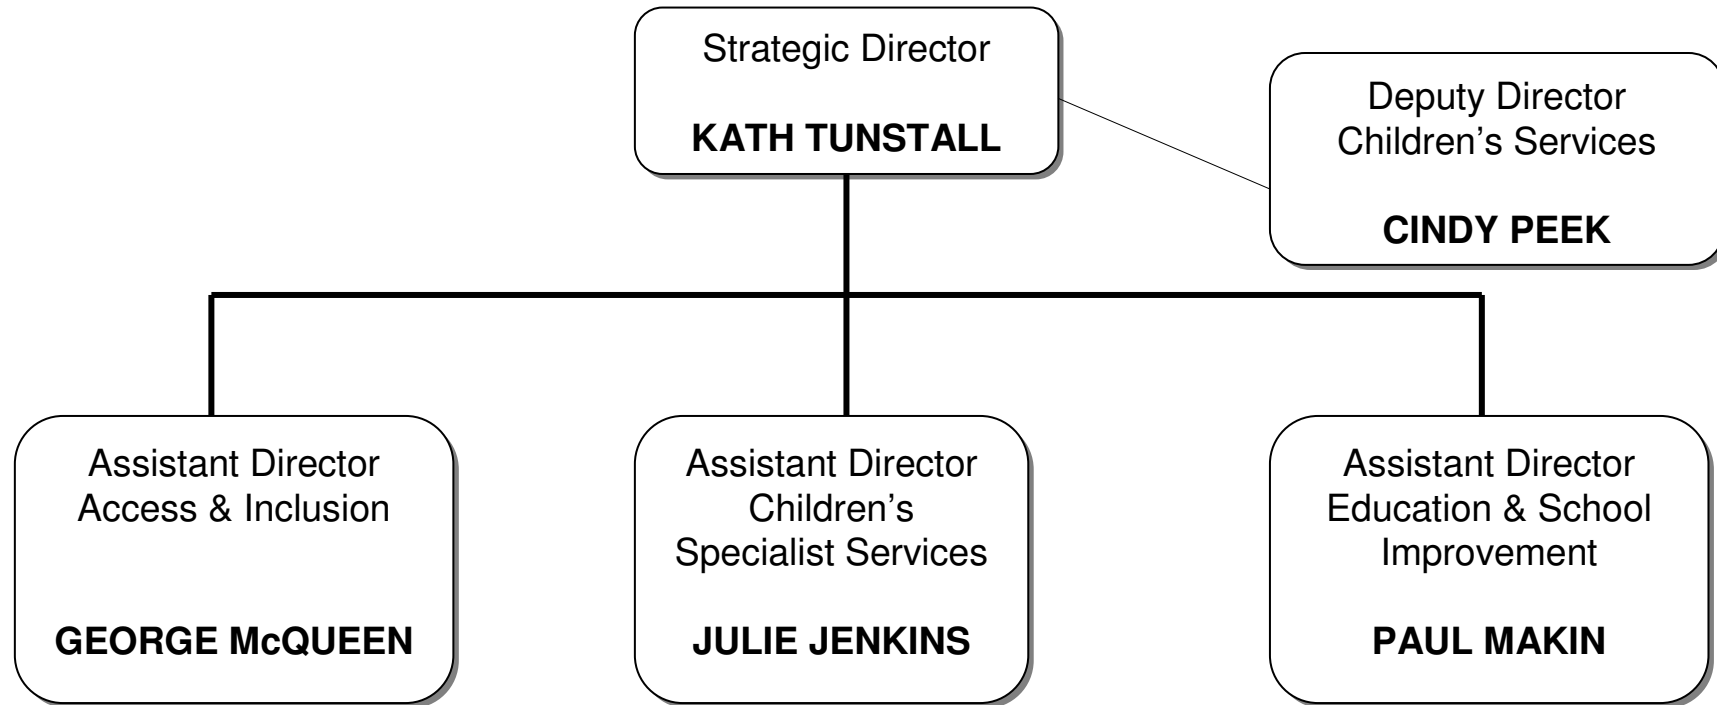 Strategic Director
KATH TUNSTALL
Deputy Director
Children’s Services
CINDY PEEK
Assistant Director
Access & Inclusion
GEORGE McQUEEN
Assistant Director
Children’s
Specialist Services
JULIE JENKINS
Assistant Director
Education & School
Improvement
PAUL MAKIN